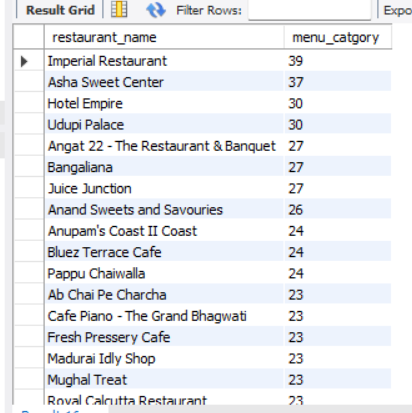 Result Grid Filter Rows: Expo
restaurant_name menu_catgory
Imperial Restaurant 39
Asha Sweet Center 37
Hotel Empire 30
Udupi Palace 30
Angat 22 - The Restaurant & Banquet 27
Bangaliana 27
Juice Junction 27
Anand Sweets and Savouries 26
Anupam's Coast II Coast 24
Bluez Terrace Cafe 24
Pappu Chaiwalla 24
Ab Chai Pe Charcha 23
Cafe Piano - The Grand Bhagwati 23
Fresh Pressery Cafe 23
Madurai Idly Shop 23
Mughal Treat 23
Royal Calcutta Restaurant 23